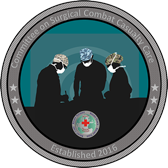 Committee on Surgical Combat Casualty Care
Established 2016